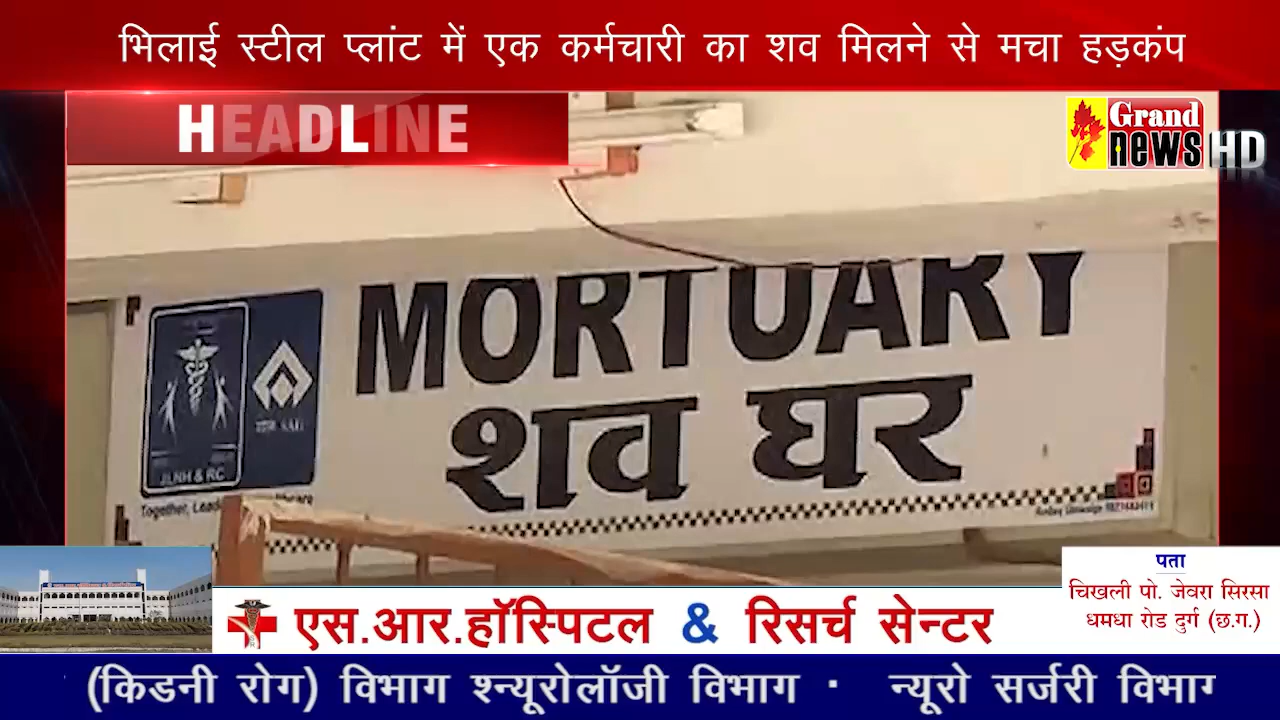 भिलाई स्टील प्लांट में एक कर्मचारी का शव मिलने से मचा हड़कंप
HEADLINE
Grand
news HD
MORTUARY
शव घर
JLNH & RC
Together,
पता
चिखली पो. जेवरा सिरसा
धमधा रोड दुर्ग (छ.ग.)
एस.आर.हॉस्पिटल & रिसर्च सेन्टर
(किडनी रोग) विभाग श्न्यूरोलॉजी विभाग · न्यूरो सर्जरी विभाग